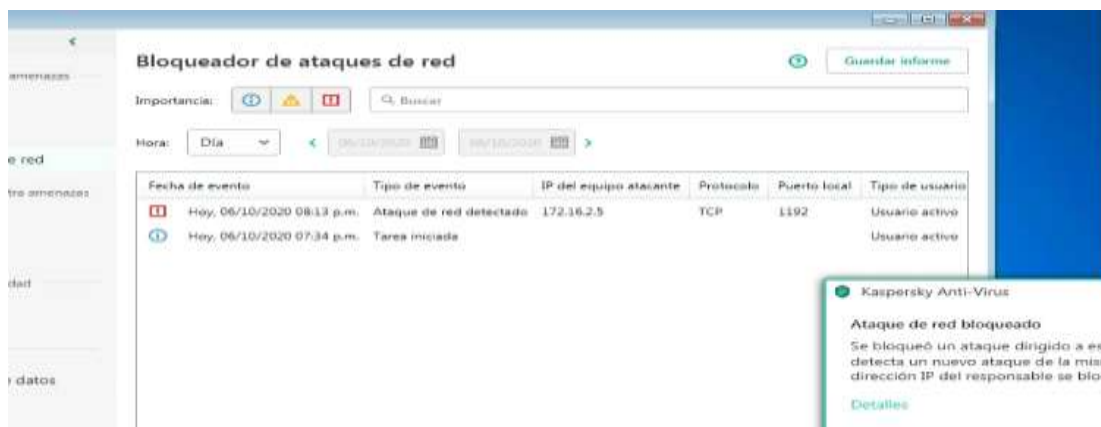 amenazas
e red
tra amenazas
dad
datos
Bloqueador de ataques de red
Guardar informe
Importancia:
Buscar
Hora: Día
Fecha de evento Tipo de evento IP del equipo atacante Protocolo Puerto local Tipo de usuario
Hoy, 06/10/2020 08:13 p.m. Ataque de red detectado 172.16.2.5 TCP 1192 Usuario activo
Hoy, 06/10/2020 07:34 p.m. Tarea iniciada Usuario activo
Kaspersky Anti-Virus
Ataque de red bloqueado
Se bloqueó un ataque dirigido a es
detecta un nuevo ataque de la mis
dirección IP del responsable se blo
Detalles